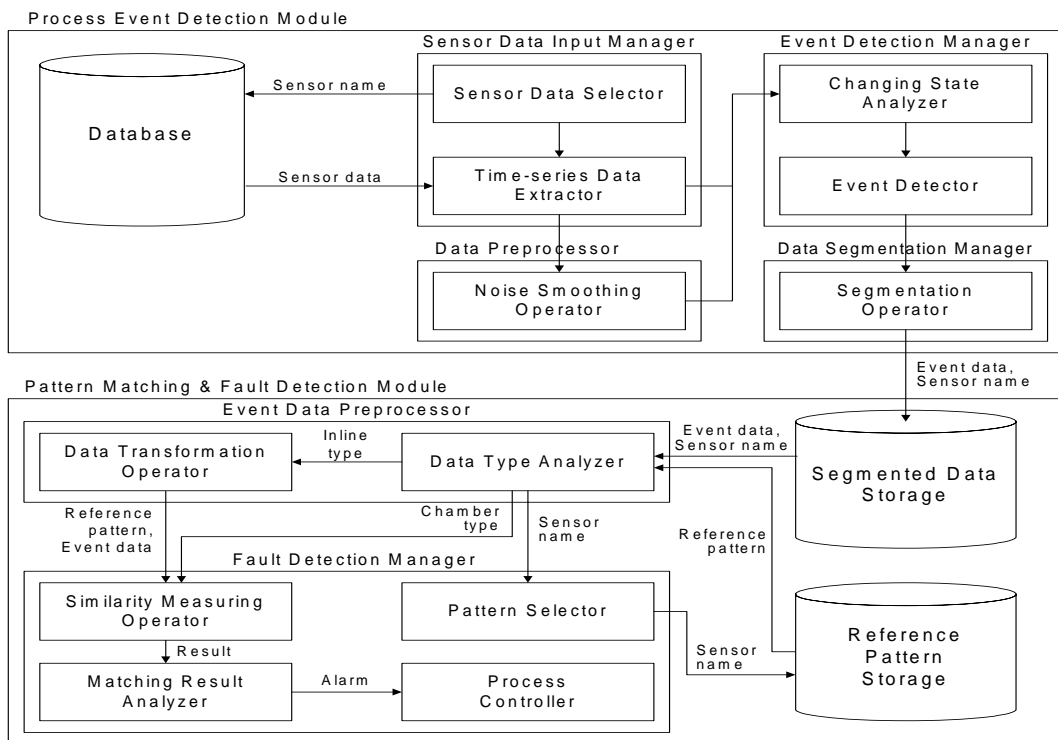 Process Event Detection Module
Sensor Data Input Manager
Event Detection Manager
Database
Sensor name
Sensor data
Sensor Data Selector
Time-series Data
Extractor
Changing State
Analyzer
Event Detector
Data Preprocessor
Noise Smoothing
Operator
Data Segmentation Manager
Segmentation
Operator
Event data,
Sensor name
Pattern Matching & Fault Detection Module
Event Data Preprocessor
Data Transformation
Operator
Inline
type
Data Type Analyzer
Event data,
Sensor name
Segmented Data
Storage
Reference
pattern,
Event data
Chamber
type
Sensor
name
Reference
pattern
Fault Detection Manager
Similarity Measuring
Operator
Pattern Selector
Result
Sensor
name
Reference
Pattern
Storage
Matching Result
Analyzer
Alarm
Process
Controller